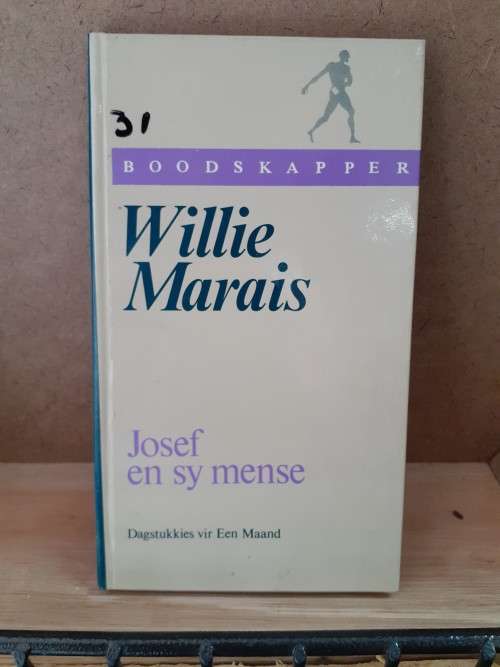 31
BOODSKAPPER
Willie
Marais
Josef
en sy mense
Dagstukkies vir Een Maand